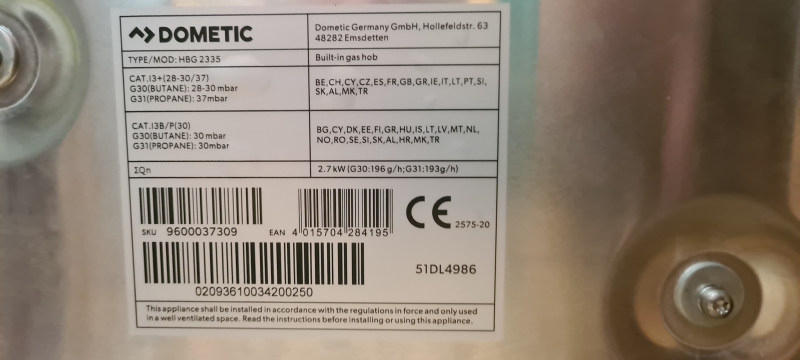 DOMETIC
Dometic Germany GmbH, Hollefeldstr. 63
48282 Emsdetten
TYPE/MOD: HBG 2335
Built-in gas hob
CAT.I3+(28-30/37)
G30(BUTANE): 28-30 mbar
G31(PROPANE): 37mbar
BE,CH,CY,CZ,ES,FR,GB,GR,IE,IT,LT,PT,SI,
SK,AL,MK,TR
CAT.I3B/P(30)
G30(BUTANE): 30 mbar
G31(PROPANE): 30mbar
BG,CY,DK,EE,FI,GR,HU,IS,LT,LV,MT,NL,
NO,RO,SE,SI,SK,AL,HR,MK,TR
ΣQn
2.7 kW (G30:196 g/h;G31:193g/h)
SKU 9600037309
EAN 4 015704 284195
CE 2575-20
51DL4986
02093610034200250
This appliance shall be installed in accordance with the regulations in force and only used
in a well ventilated space. Read the instructions before installing or using this appliance.